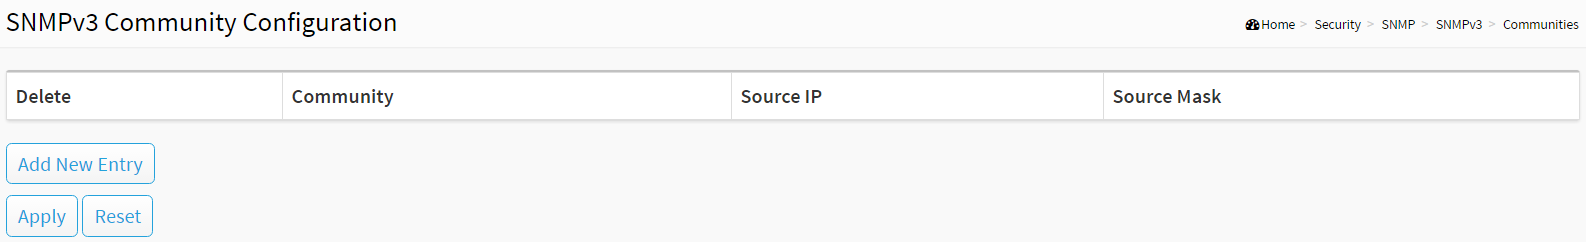 SNMPv3 Community Configuration
Home > Security > SNMP > SNMPv3 > Communities
Delete Community Source IP Source Mask
Add New Entry
Apply Reset